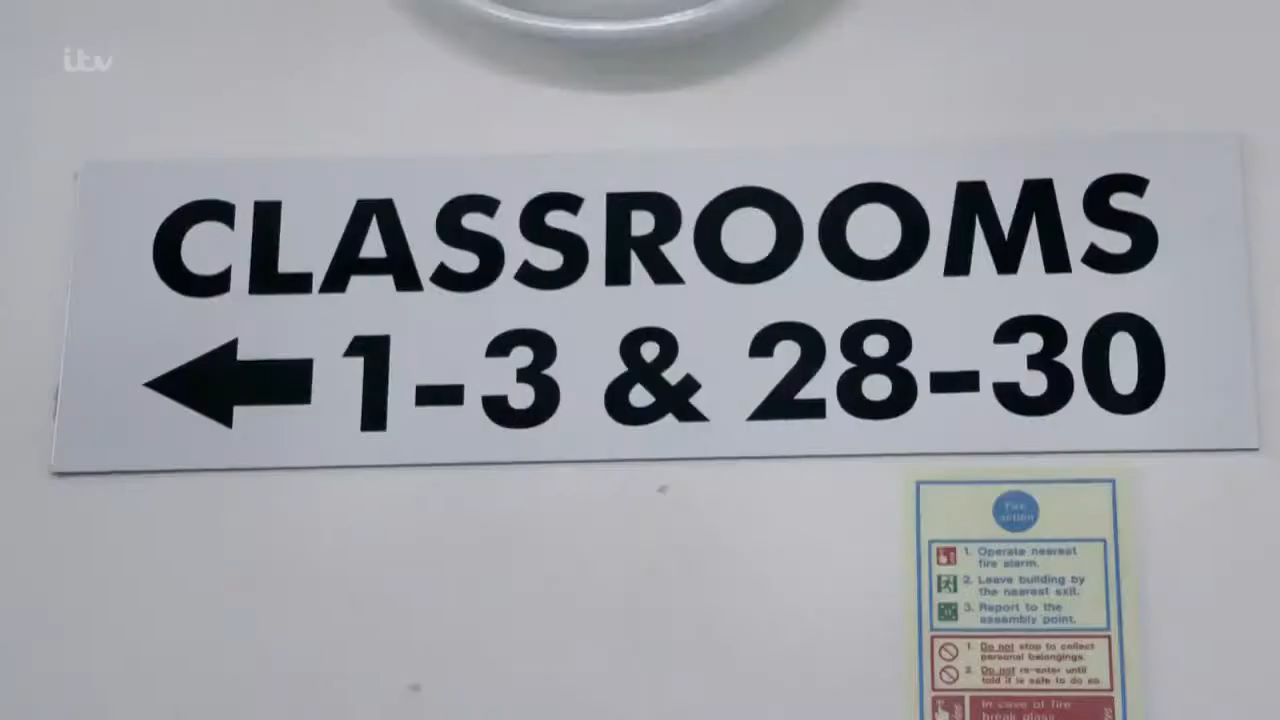 itv
CLASSROOMS
1-3 & 28-30
Fire
action
1. Operate nearest
fire alarm.
2. Leave building by
the nearest exit.
3. Report to the
assembly point.
1. Do not stop to collect
personal belongings.
2. Do not re-enter until
told it is safe to do so
In case of fire
break glass